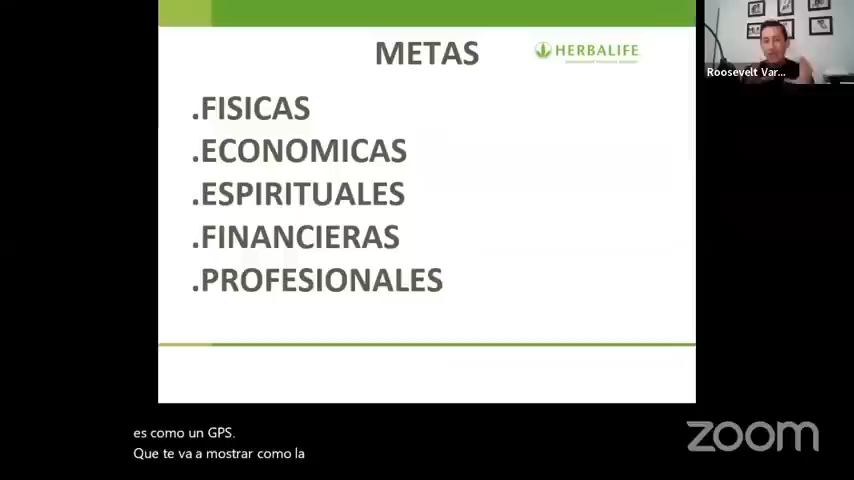 METAS
HERBALIFE
.FISICAS
.ECONOMICAS
.ESPIRITUALES
.FINANCIERAS
.PROFESIONALES
Roosevelt Var...
es como un GPS.
Que te va a mostrar como la
zoom